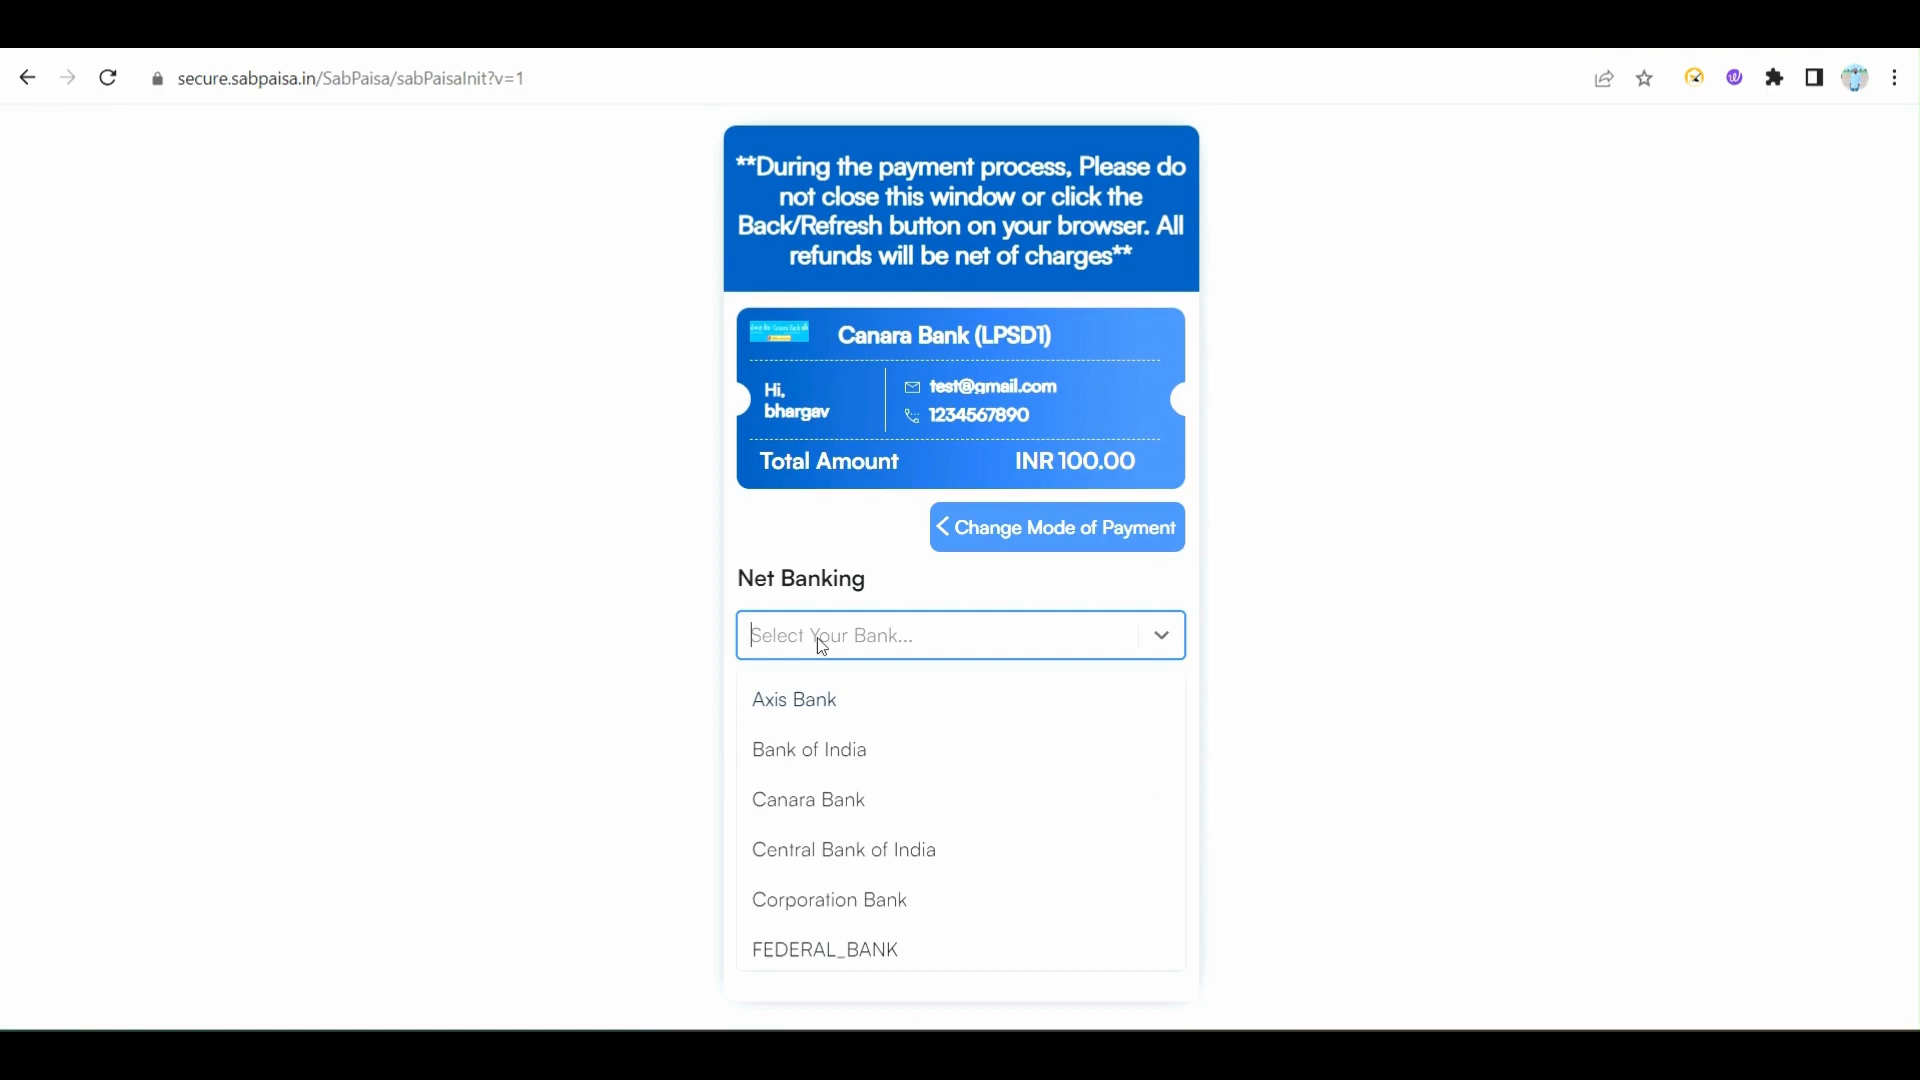 secure.sabpaisa.in/SabPaisa/sabPaisaInit?v=1
**During the payment process, Please do
not close this window or click the
Back/Refresh button on your browser. All
refunds will be net of charges**
Canara Bank (LPSD1)
Hi,
bhargav
test@gmail.com
1234567890
Total Amount INR 100.00
Change Mode of Payment
Net Banking
Select Your Bank...
Axis Bank
Bank of India
Canara Bank
Central Bank of India
Corporation Bank
FEDERAL_BANK